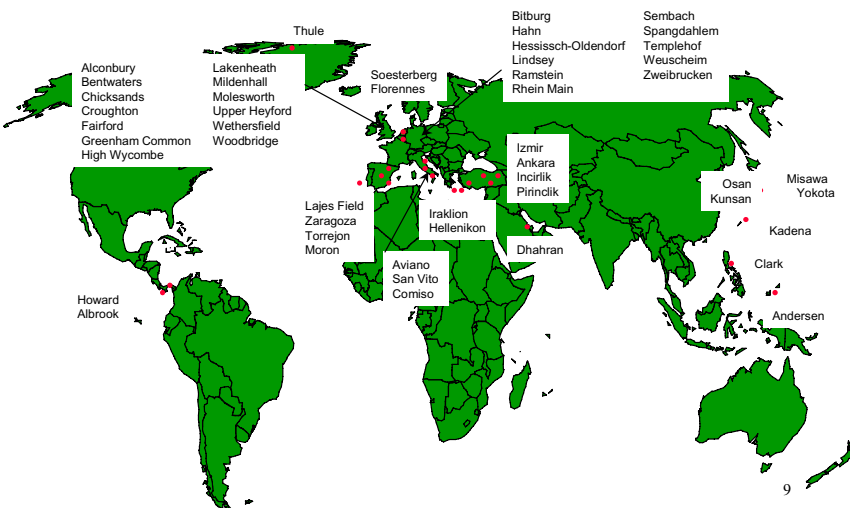 Thule
Alconbury
Bentwaters
Chicksands
Croughton
Fairford
Greenham Common
High Wycombe
Lakenheath
Mildenhall
Molesworth
Upper Heyford
Wethersfield
Woodbridge
Soesterberg
Florennes
Bitburg
Hahn
Hessissch-Oldendorf
Lindsey
Ramstein
Rhein Main
Sembach
Spangdahlem
Templehof
Weuscheim
Zweibrucken
Izmir
Ankara
Incirlik
Pirinclik
Lajes Field
Zaragoza
Torrejon
Moron
Iraklion
Hellenikon
Aviano
San Vito
Comiso
Dhahran
Osan
Kunsan
Misawa
Yokota
Kadena
Clark
Andersen
Howard
Albrook
9